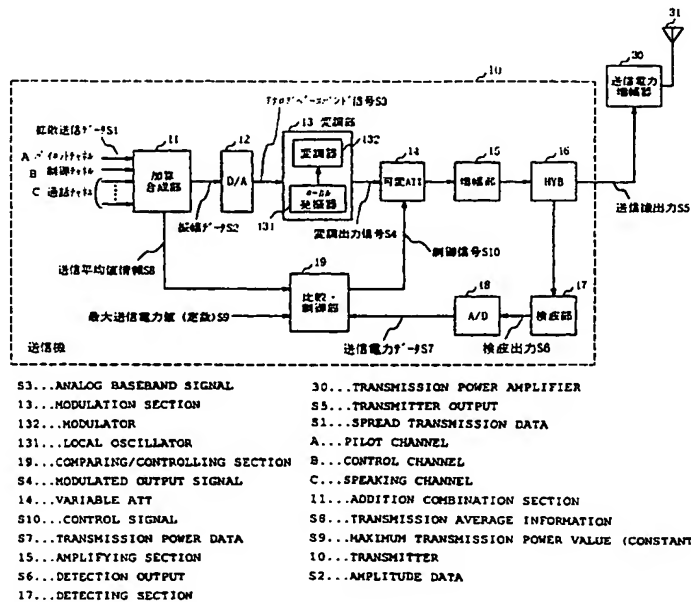 31
30
送信電力
増幅器
10
アナログベースバンド信号S3
拡散送信データS1
11
12
13 変調器
132
14
15
16
A パイロットチャネル
B 制御チャネル
C 通話チャネル
加算
合成部
D/A
変調器
ローカル
発振器
131
可変ATT
増幅部
HYB
振幅データS2
変調出力信号S4
送信機出力S5
制御信号S10
送信平均値情報S8
19
比較・
制御部
18
A/D
17
検波部
最大送信電力値 (定数)S9
送信電力データS7
検波出力S6
送信機
S3...ANALOG BASEBAND SIGNAL
13...MODULATION SECTION
132...MODULATOR
131...LOCAL OSCILLATOR
19...COMPARING/CONTROLLING SECTION
S4...MODULATED OUTPUT SIGNAL
14...VARIABLE ATT
S10...CONTROL SIGNAL
S7...TRANSMISSION POWER DATA
15...AMPLIFYING SECTION
S6...DETECTION OUTPUT
17...DETECTING SECTION
30...TRANSMISSION POWER AMPLIFIER
S5...TRANSMITTER OUTPUT
S1...SPREAD TRANSMISSION DATA
A...PILOT CHANNEL
B...CONTROL CHANNEL
C...SPEAKING CHANNEL
11...ADDITION COMBINATION SECTION
S8...TRANSMISSION AVERAGE INFORMATION
S9...MAXIMUM TRANSMISSION POWER VALUE (CONSTANT
10...TRANSMITTER
S2...AMPLITUDE DATA